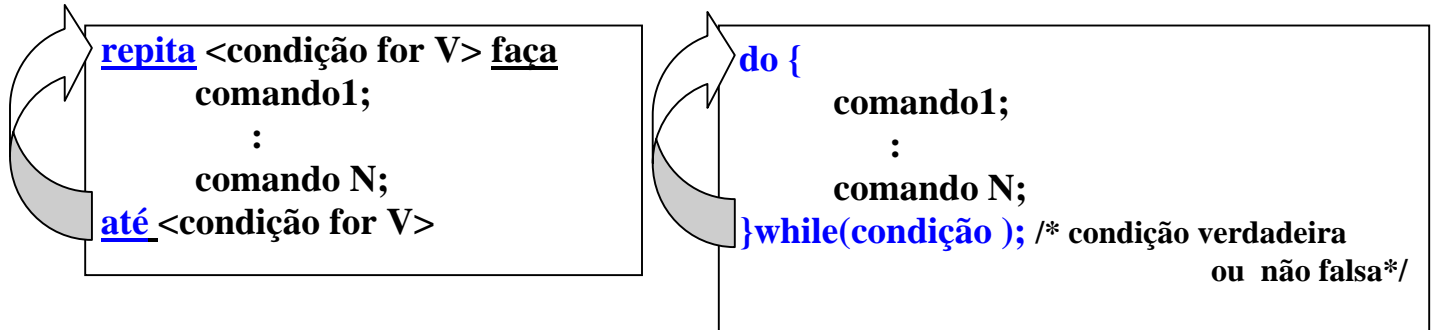 repita <condição for V> faça
comando1;
:
comando N;
até <condição for V>
do {
comando1;
:
comando N;
}while(condição ); /* condição verdadeira
ou não falsa*/